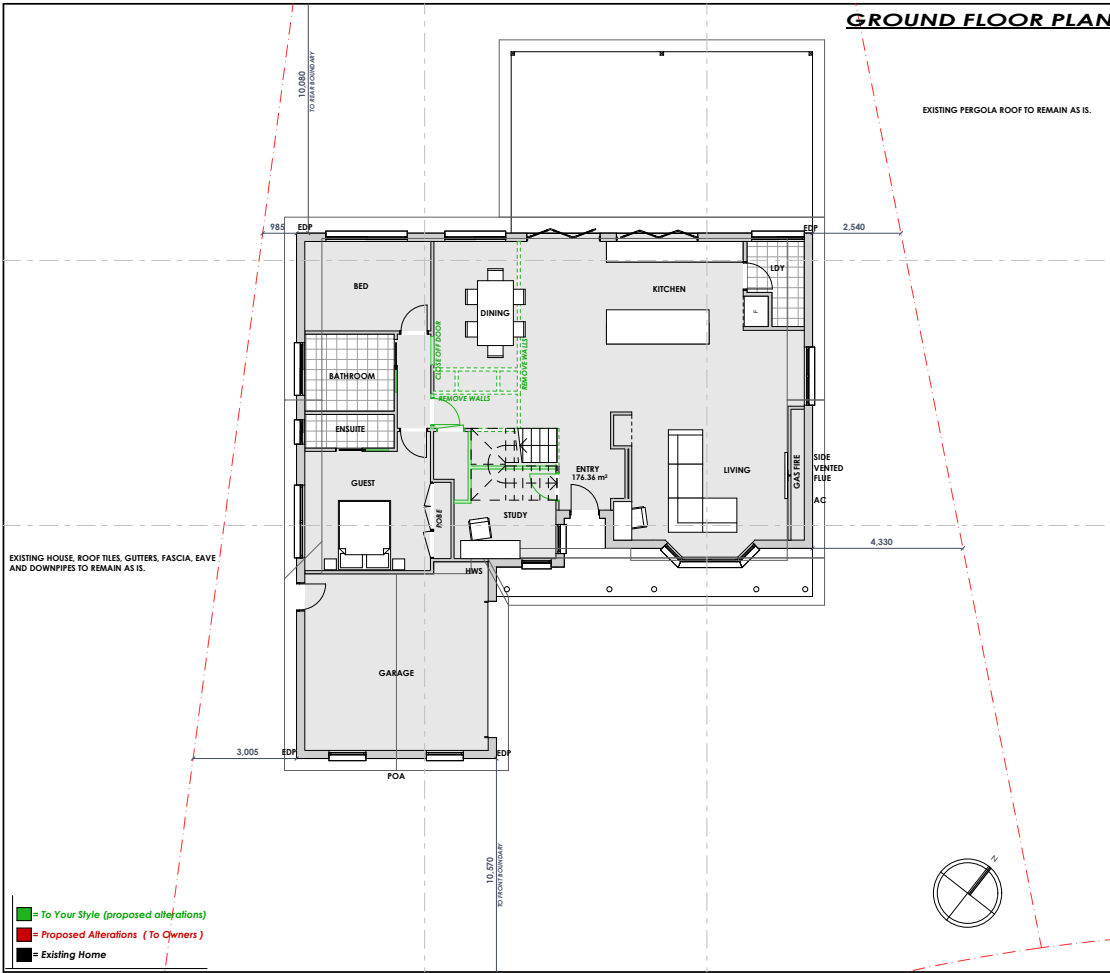 GROUND FLOOR PLAN
10,080
TO REAR BOUNDARY
EXISTING PERGOLA ROOF TO REMAIN AS IS.
985
EDP
EDP
2,540
LDY
BED
KITCHEN
DINING
F
CLOSE OFF DOOR
REMOVE WALLS
BATHROOM
REMOVE WALLS
ENSUITE
ENTRY
176.36 m²
LIVING
GAS FIRE
SIDE
VENTED
FLUE
AC
GUEST
ROBE
STUDY
4,330
EXISTING HOUSE, ROOF TILES, GUTTERS, FASCIA, EAVE
AND DOWNPIPES TO REMAIN AS IS.
HWS
GARAGE
3,005
EDP
EDP
POA
10,570
TO FRONT BOUNDARY
N
= To Your Style (proposed alterations)
= Proposed Alterations ( To Owners )
= Existing Home